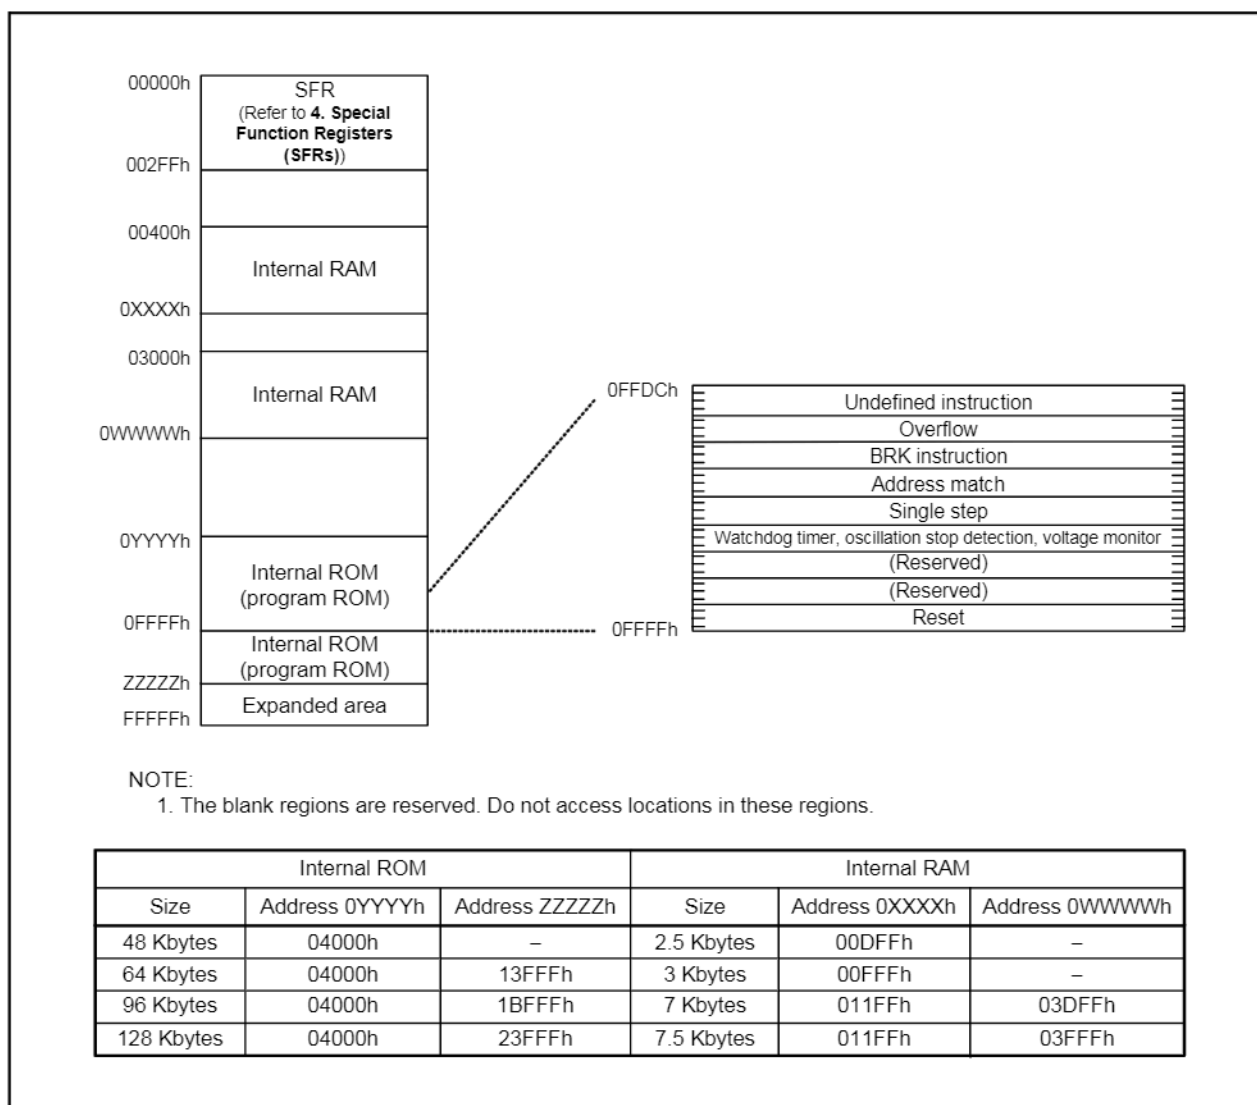 00000h
SFR
(Refer to 4. Special
Function Registers
(SFRs))
002FFh
00400h
Internal RAM
0XXXXh
03000h
Internal RAM
0WWWWh
0YYYYh
Internal ROM
(program ROM)
0FFFFh
Internal ROM
(program ROM)
ZZZZZh
Expanded area
FFFFFh
0FFDCh
Undefined instruction
Overflow
BRK instruction
Address match
Single step
Watchdog timer, oscillation stop detection, voltage monitor
(Reserved)
(Reserved)
Reset
0FFFFh
NOTE:
1. The blank regions are reserved. Do not access locations in these regions.
Internal ROM Internal RAM
Size Address 0YYYYh Address ZZZZZh Size Address 0XXXXh Address 0WWWWh
48 Kbytes 04000h – 2.5 Kbytes 00DFFh –
64 Kbytes 04000h 13FFFh 3 Kbytes 00FFFh –
96 Kbytes 04000h 1BFFFh 7 Kbytes 011FFh 03DFFh
128 Kbytes 04000h 23FFFh 7.5 Kbytes 011FFh 03FFFh